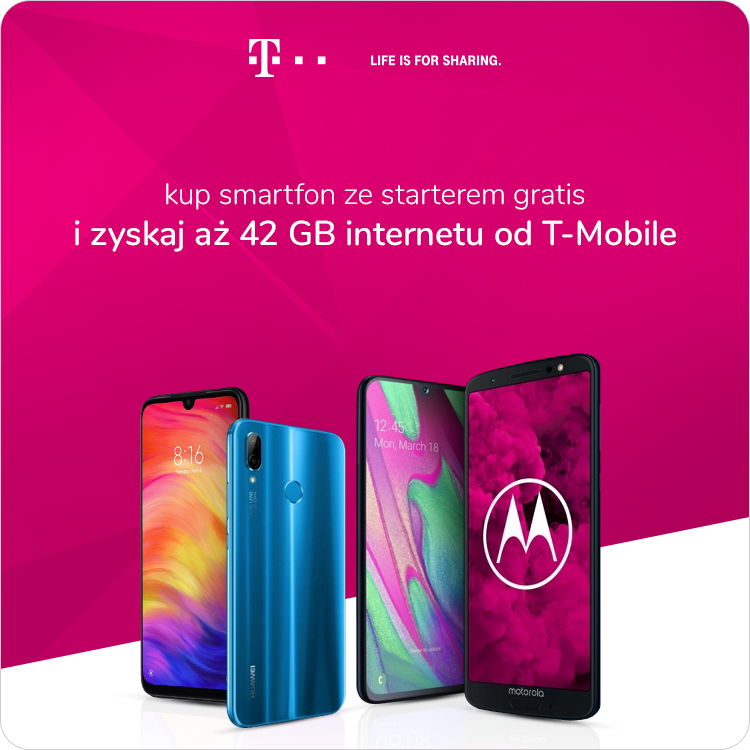 T
LIFE IS FOR SHARING.
kup smartfon ze starterem gratis
i zyskaj aż 42 GB internetu od T-Mobile
8:16
12:45
Mon, March 18
HUAWEI
motorola